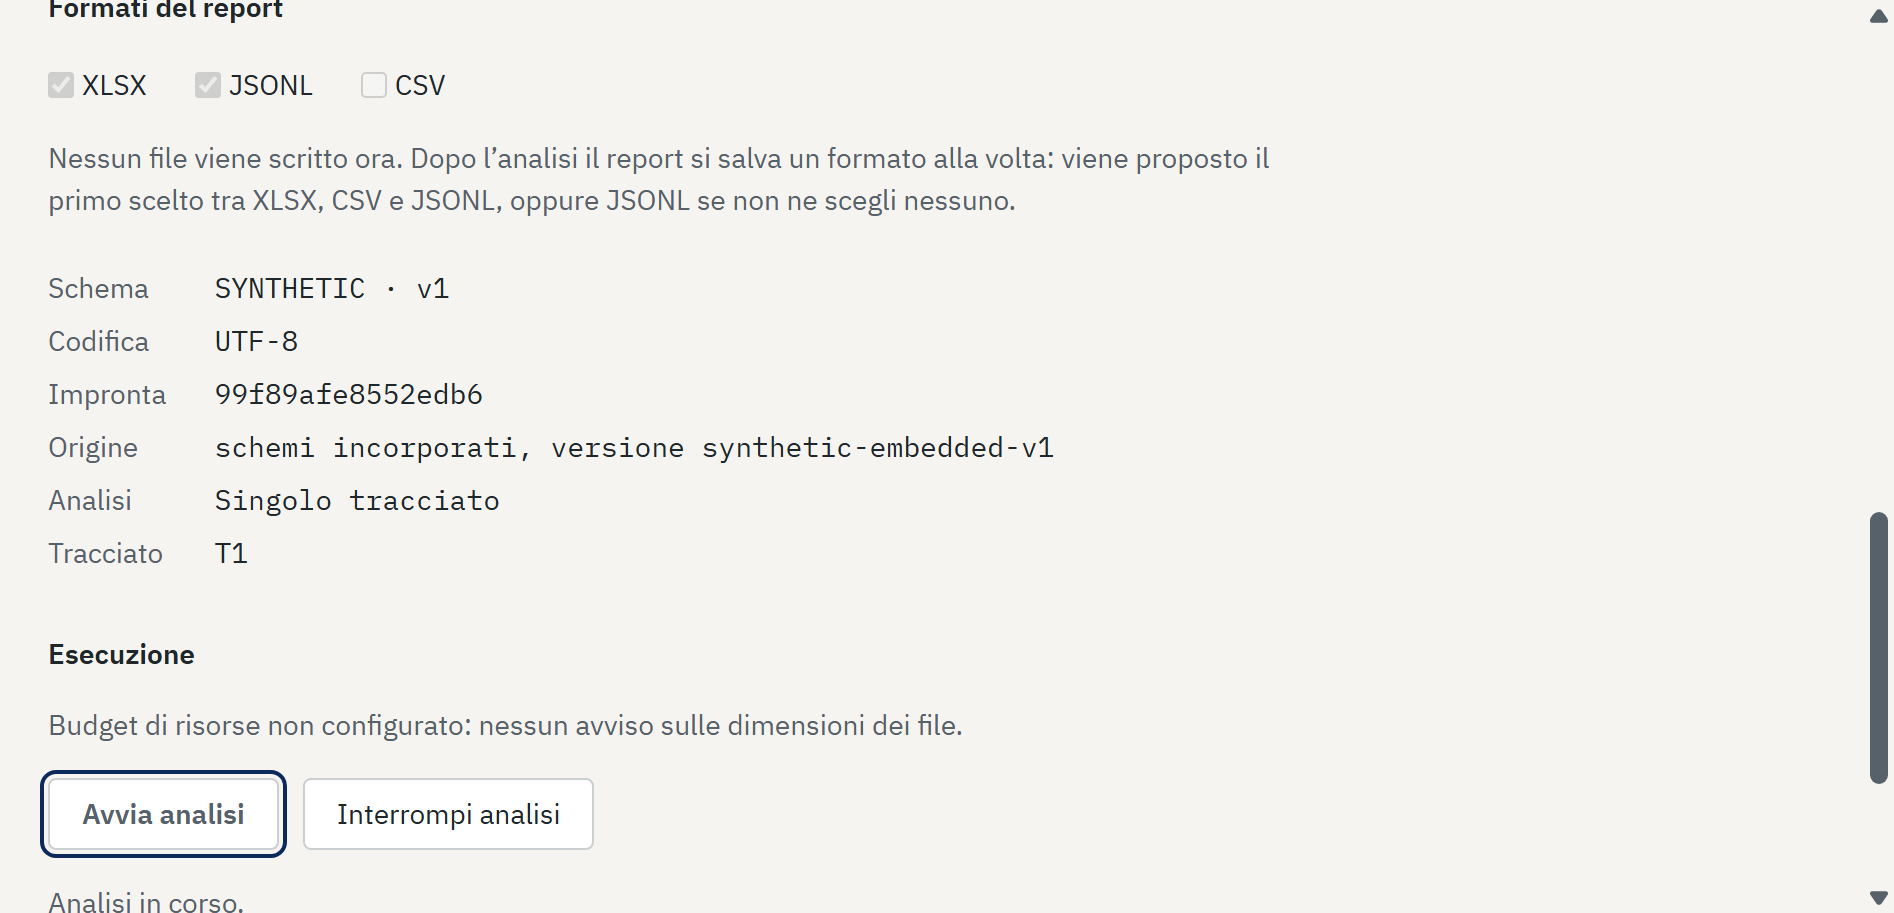 Formati del report
XLSX JSONL CSV
Nessun file viene scritto ora. Dopo l’analisi il report si salva un formato alla volta: viene proposto il
primo scelto tra XLSX, CSV e JSONL, oppure JSONL se non ne scegli nessuno.
Schema SYNTHETIC · v1
Codifica UTF-8
Impronta 99f89afe8552edb6
Origine schemi incorporati, versione synthetic-embedded-v1
Analisi Singolo tracciato
Tracciato T1
Esecuzione
Budget di risorse non configurato: nessun avviso sulle dimensioni dei file.
Avvia analisi Interrompi analisi
Analisi in corso.